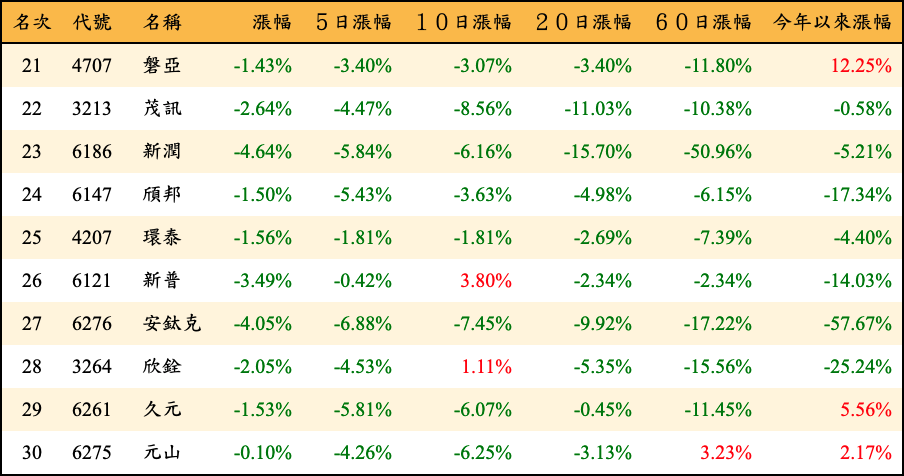 名次 代號 名稱 漲幅 ５日漲幅 １０日漲幅 ２０日漲幅 ６０日漲幅 今年以來漲幅
21 4707 磐亞 -1.43% -3.40% -3.07% -3.40% -11.80% 12.25%
22 3213 茂訊 -2.64% -4.47% -8.56% -11.03% -10.38% -0.58%
23 6186 新潤 -4.64% -5.84% -6.16% -15.70% -50.96% -5.21%
24 6147 頎邦 -1.50% -5.43% -3.63% -4.98% -6.15% -17.34%
25 4207 環泰 -1.56% -1.81% -1.81% -2.69% -7.39% -4.40%
26 6121 新普 -3.49% -0.42% 3.80% -2.34% -2.34% -14.03%
27 6276 安鈦克 -4.05% -6.88% -7.45% -9.92% -17.22% -57.67%
28 3264 欣銓 -2.05% -4.53% 1.11% -5.35% -15.56% -25.24%
29 6261 久元 -1.53% -5.81% -6.07% -0.45% -11.45% 5.56%
30 6275 元山 -0.10% -4.26% -6.25% -3.13% 3.23% 2.17%